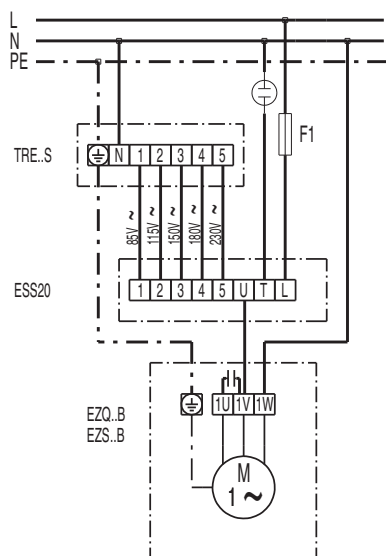 L
N
PE
F1
TRE..S
N 1 2 3 4 5
85V ~
115V ~
150V ~
180V ~
230V ~
ESS20
1 2 3 4 5 U T L
EZQ..B
EZS..B
1U 1V 1W
M
1 ~